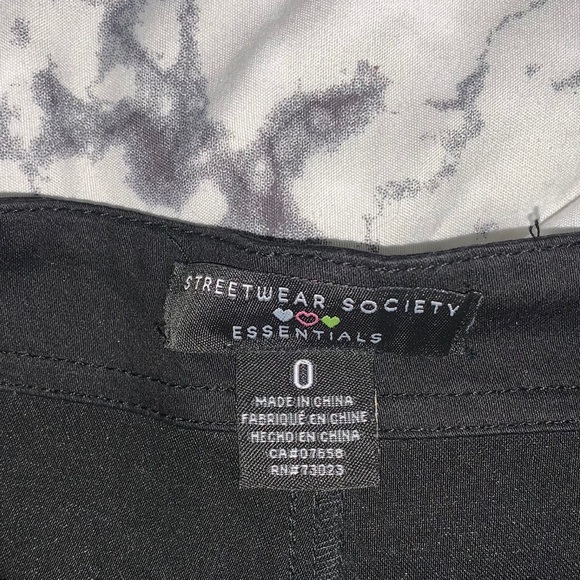 STREETWEAR SOCIETY
ESSENTIALS
0
MADE IN CHINA
FABRIQUÉ EN CHINE
HECHO EN CHINA
CA#07658
RN#73023